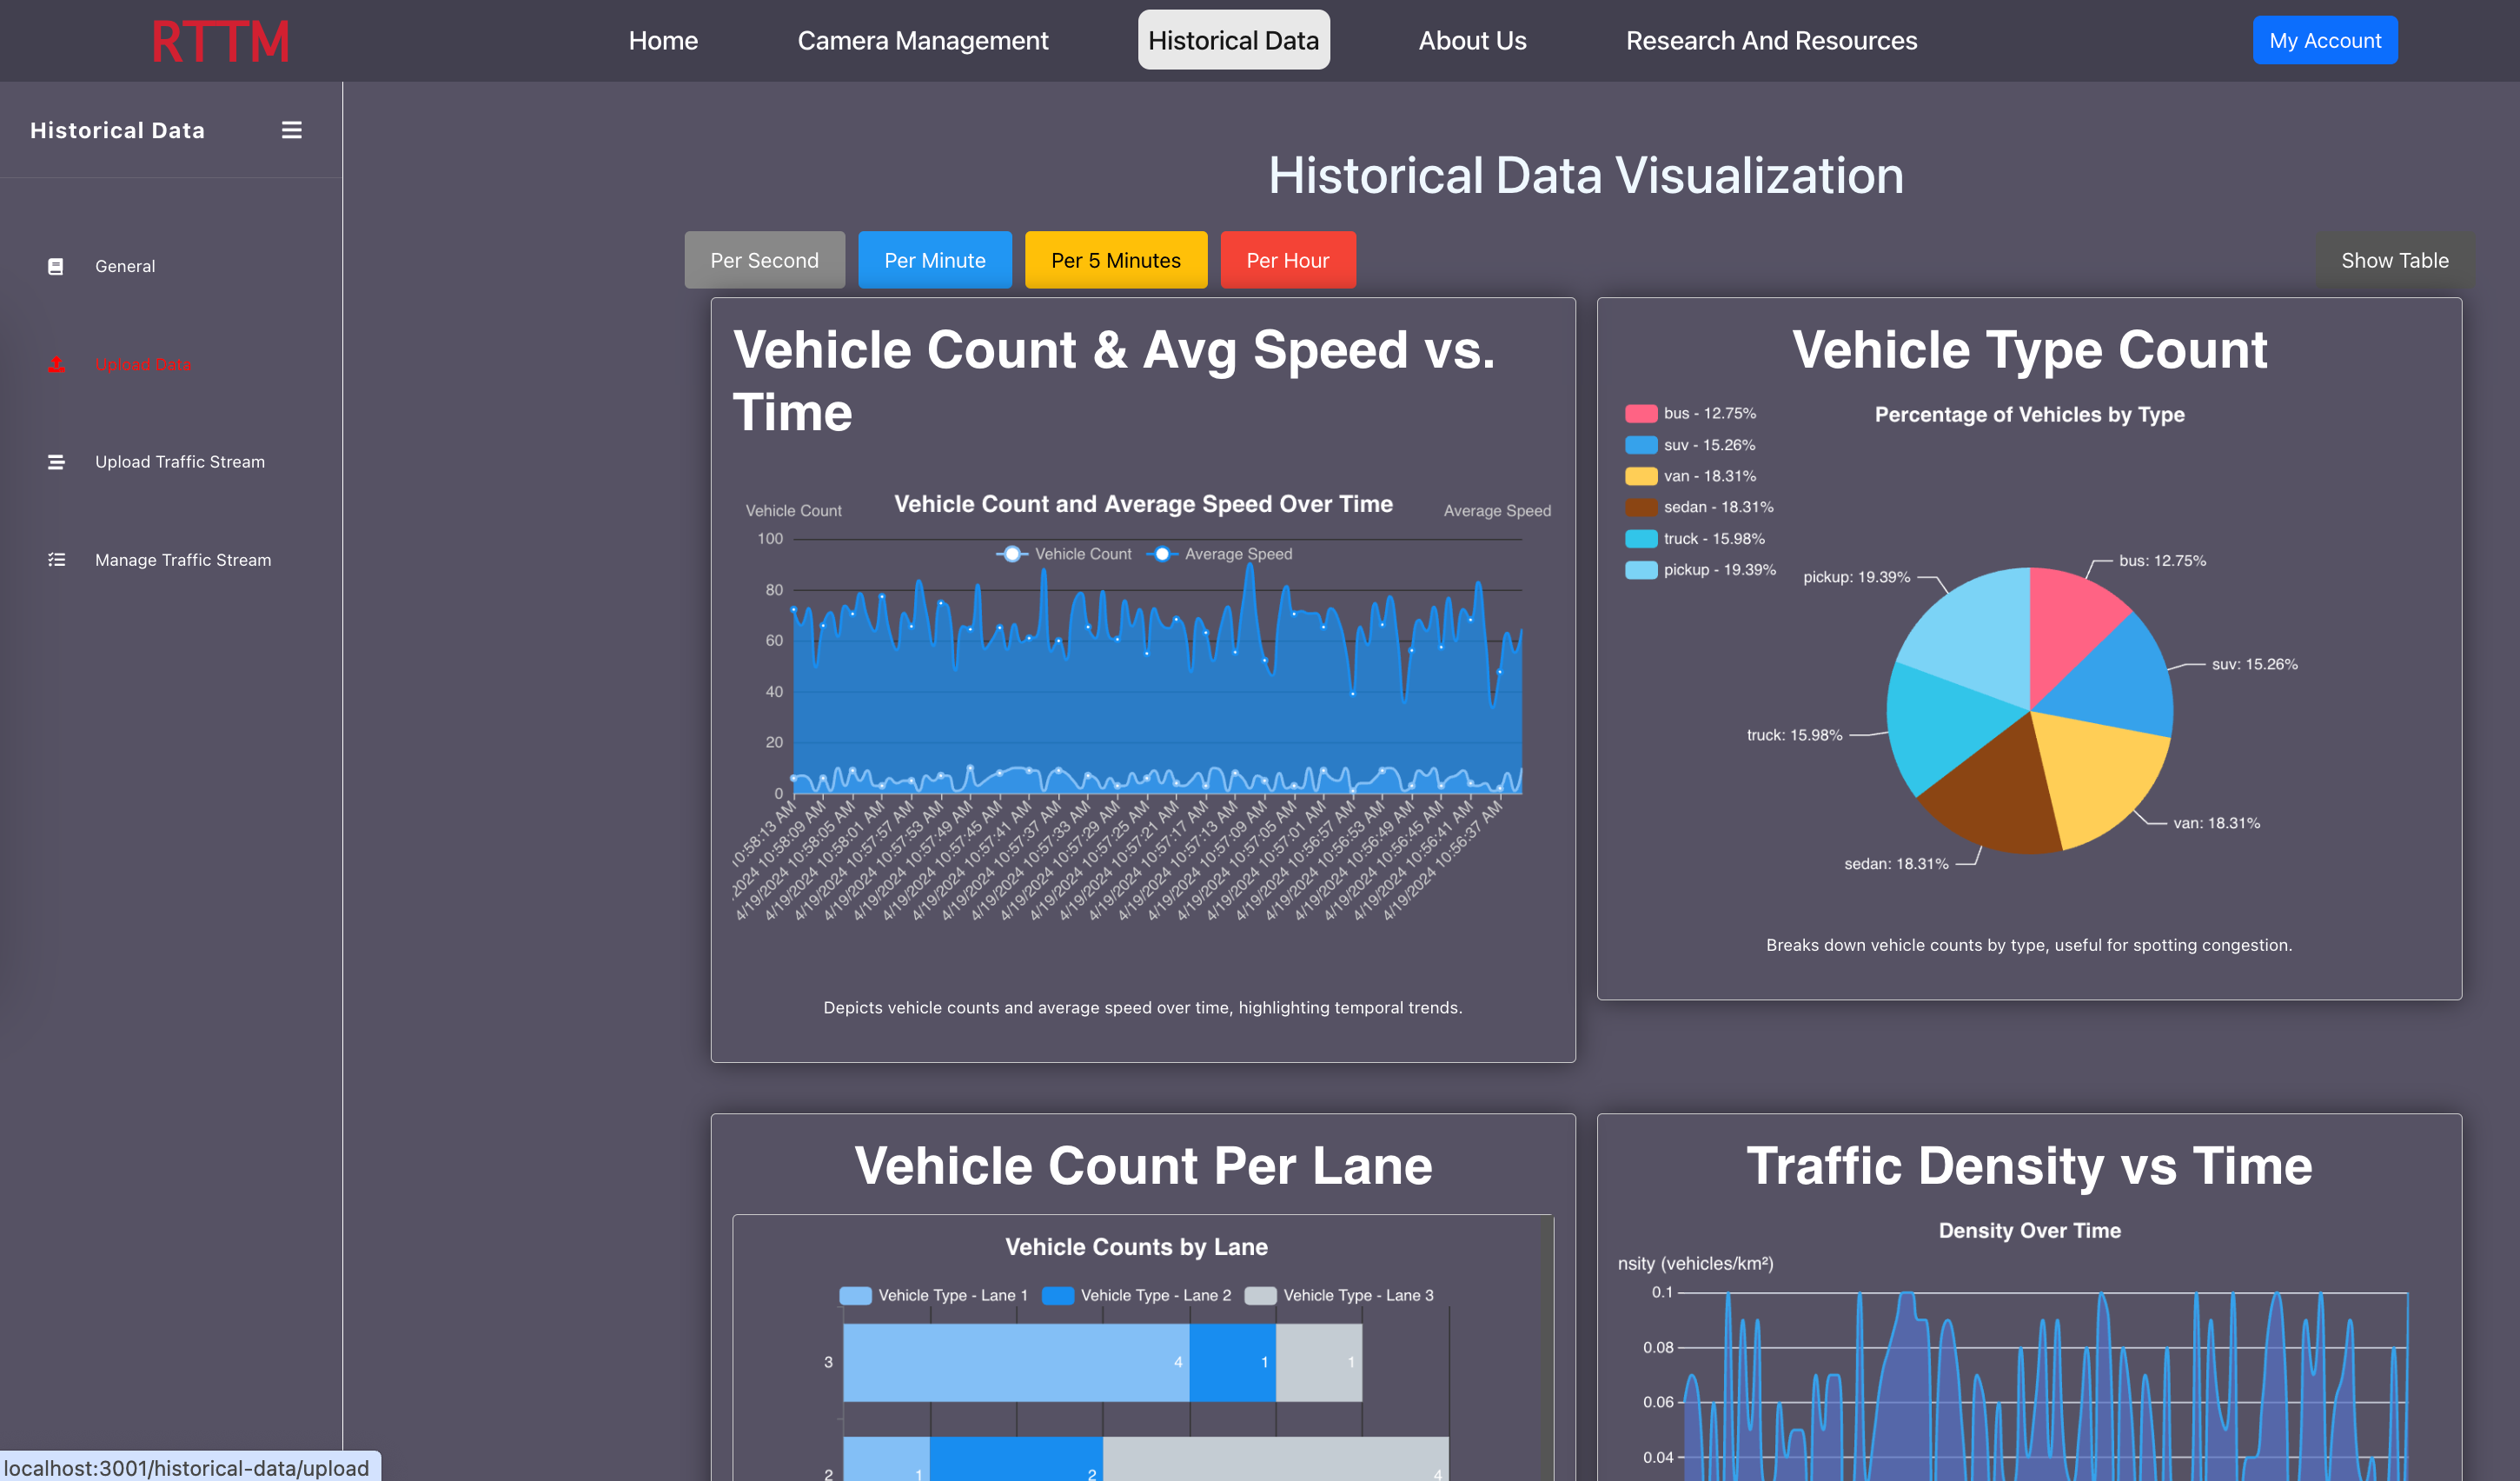 RTTM
Home
Camera Management
Historical Data
About Us
Research And Resources
My Account
Historical Data
General
Upload Data
Upload Traffic Stream
Manage Traffic Stream
Historical Data Visualization
Per Second
Per Minute
Per 5 Minutes
Per Hour
Show Table
Vehicle Count & Avg Speed vs.
Time
Vehicle Count
Vehicle Count and Average Speed Over Time
Average Speed
Vehicle Count
Average Speed
100
80
60
40
20
0
10:58:13 AM
2024 10:58:09 AM
4/19/2024 10:58:05 AM
4/19/2024 10:58:01 AM
4/19/2024 10:57:57 AM
4/19/2024 10:57:53 AM
4/19/2024 10:57:49 AM
4/19/2024 10:57:45 AM
4/19/2024 10:57:41 AM
4/19/2024 10:57:37 AM
4/19/2024 10:57:33 AM
4/19/2024 10:57:29 AM
4/19/2024 10:57:25 AM
4/19/2024 10:57:21 AM
4/19/2024 10:57:17 AM
4/19/2024 10:57:13 AM
4/19/2024 10:57:09 AM
4/19/2024 10:57:05 AM
4/19/2024 10:57:01 AM
4/19/2024 10:56:57 AM
4/19/2024 10:56:53 AM
4/19/2024 10:56:49 AM
4/19/2024 10:56:45 AM
4/19/2024 10:56:41 AM
4/19/2024 10:56:37 AM
Depicts vehicle counts and average speed over time, highlighting temporal trends.
Vehicle Type Count
Percentage of Vehicles by Type
bus - 12.75%
suv - 15.26%
van - 18.31%
sedan - 18.31%
truck - 15.98%
pickup - 19.39%
bus: 12.75%
pickup: 19.39%
suv: 15.26%
truck: 15.98%
van: 18.31%
sedan: 18.31%
Breaks down vehicle counts by type, useful for spotting congestion.
Vehicle Count Per Lane
Vehicle Counts by Lane
Vehicle Type - Lane 1
Vehicle Type - Lane 2
Vehicle Type - Lane 3
3
4
1
1
2
1
2
4
Traffic Density vs Time
Density Over Time
nsity (vehicles/km²)
0.1
0.08
0.06
0.04
localhost:3001/historical-data/upload